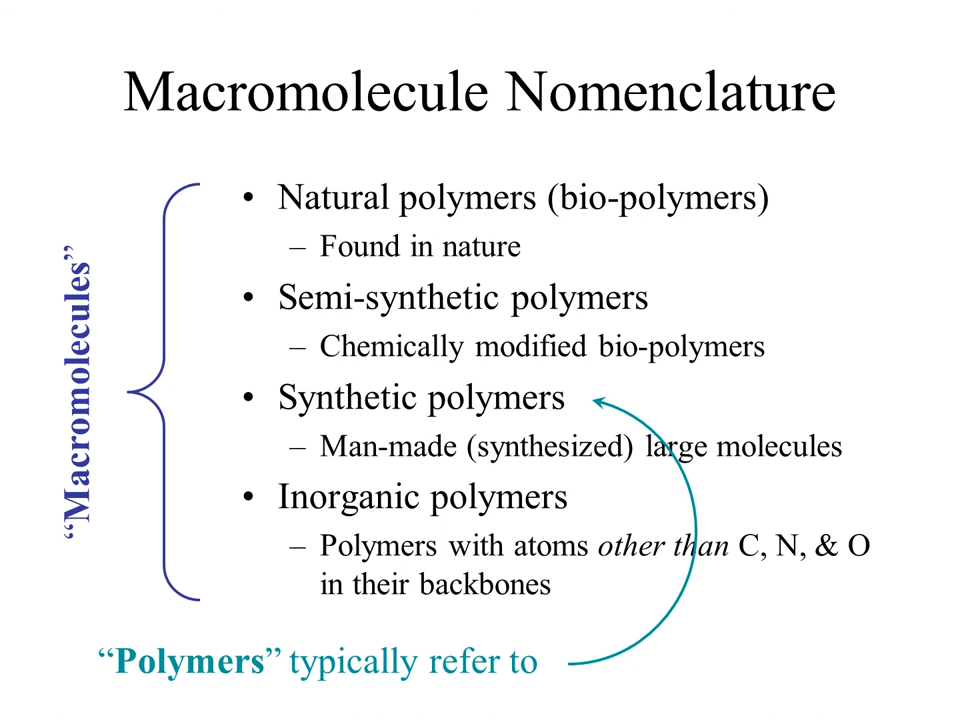 Macromolecule Nomenclature
“Macromolecules”
• Natural polymers (bio-polymers)
– Found in nature
• Semi-synthetic polymers
– Chemically modified bio-polymers
• Synthetic polymers
– Man-made (synthesized) large molecules
• Inorganic polymers
– Polymers with atoms other than C, N, & O
in their backbones
“Polymers” typically refer to